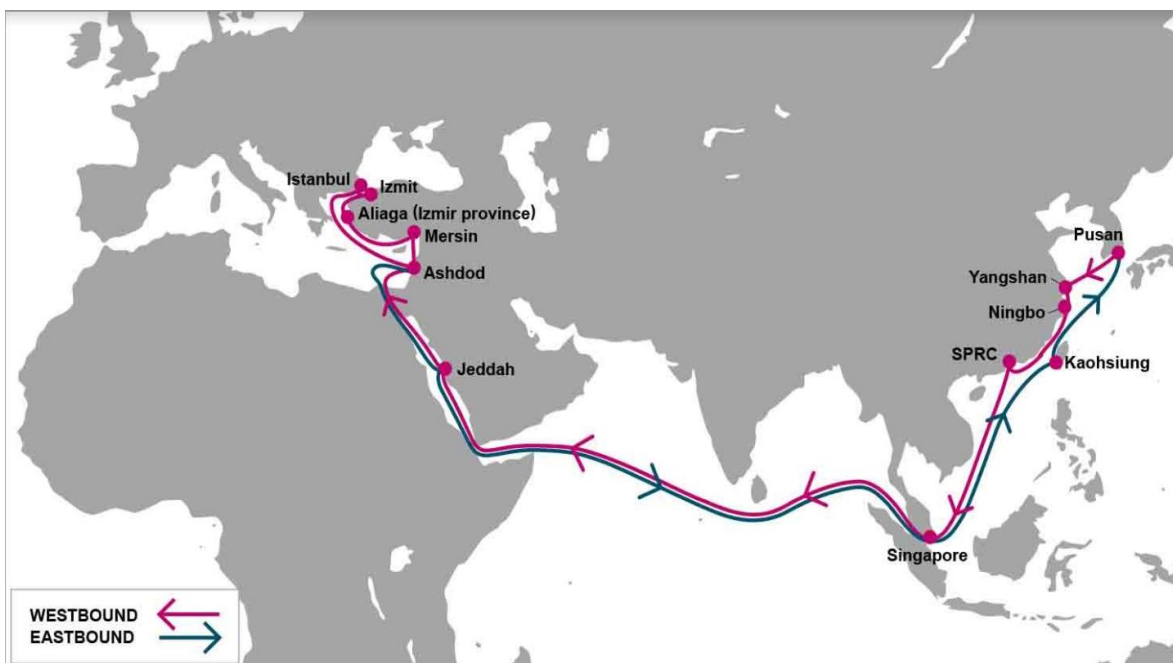 Istanbul
Izmit
Aliaga (Izmir province)
Mersin
Ashdod
Jeddah
Pusan
Yangshan
Ningbo
SPRC
Kaohsiung
Singapore
WESTBOUND
EASTBOUND